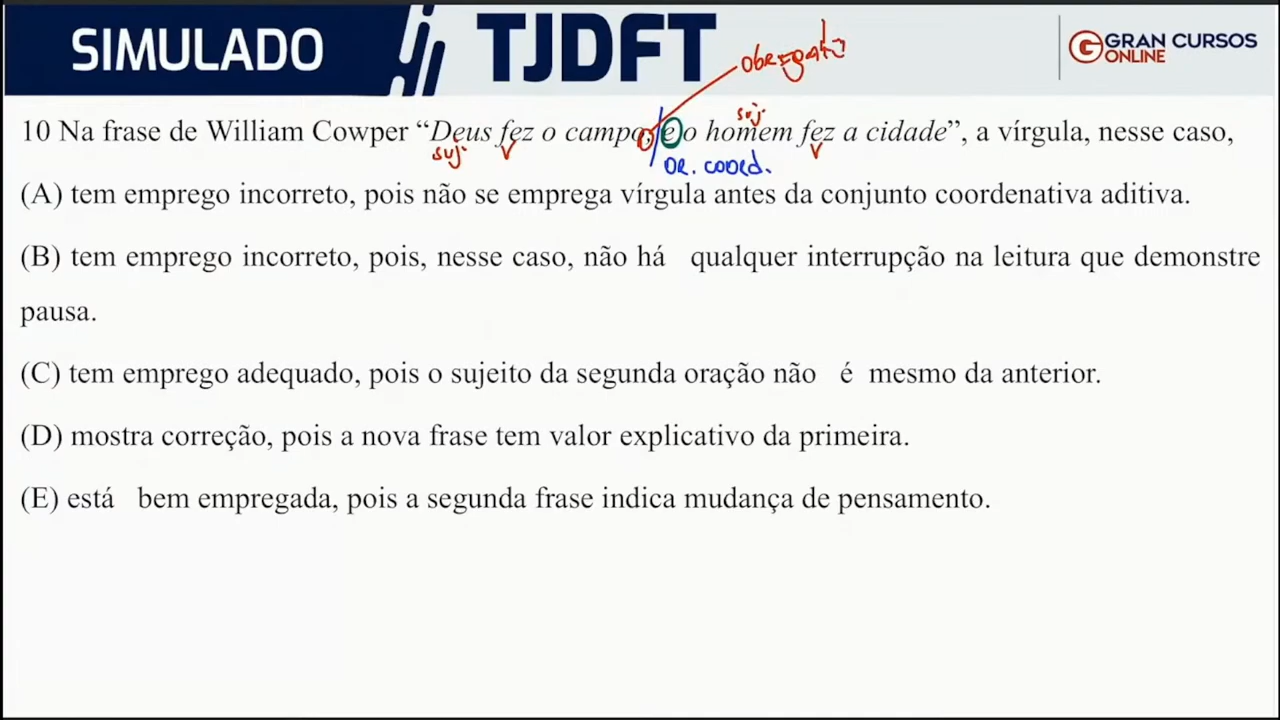 SIMULADO
TJDFT
GRAN CURSOS
ONLINE
obrigató
suj.
10 Na frase de William Cowper “Deus fez o campo, e o homem fez a cidade”, a vírgula, nesse caso,
suj. V V
OR. COORD.
(A) tem emprego incorreto, pois não se emprega vírgula antes da conjunto coordenativa aditiva.
(B) tem emprego incorreto, pois, nesse caso, não há qualquer interrupção na leitura que demonstre
pausa.
(C) tem emprego adequado, pois o sujeito da segunda oração não é mesmo da anterior.
(D) mostra correção, pois a nova frase tem valor explicativo da primeira.
(E) está bem empregada, pois a segunda frase indica mudança de pensamento.